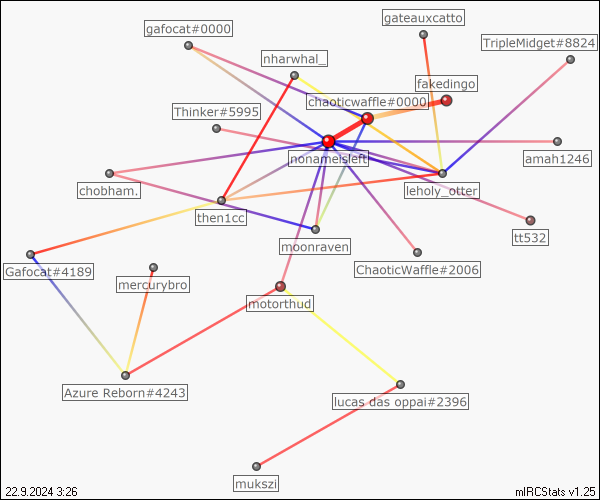 gateauxcatto
gafocat#0000
TripleMidget#8824
nharwhal_
fakedingo
chaoticwaffle#0000
Thinker#5995
nonameisleft
amah1246
chobham.
leholy_otter
then1cc
tt532
moonraven
Gafocat#4189
ChaoticWaffle#2006
mercurybro
motorthud
Azure Reborn#4243
lucas das oppai#2396
mukszi
22.9.2024 3:26
mIRCStats v1.25